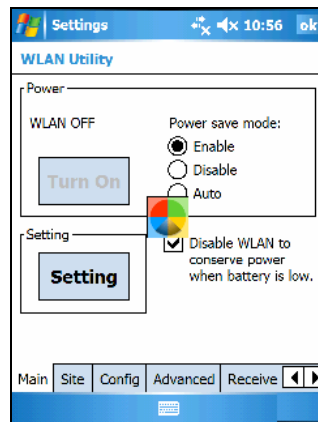 Settings 10:56 ok
WLAN Utility
Power
WLAN OFF
Power save mode:
Enable
Turn On
Disable
Auto
Setting
Setting
Disable WLAN to
conserve power
when battery is low.
Main Site Config Advanced Receive